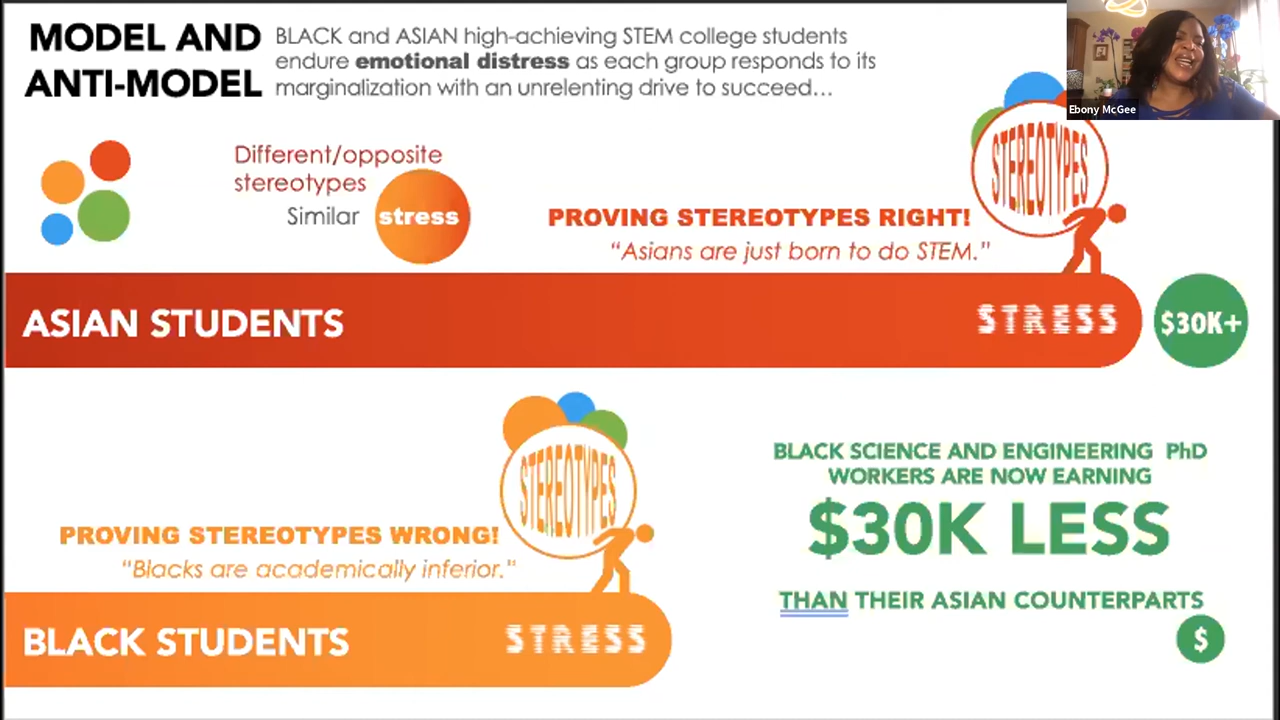 MODEL AND
ANTI-MODEL
BLACK and ASIAN high-achieving STEM college students
endure emotional distress as each group responds to its
marginalization with an unrelenting drive to succeed...
Ebony McGee
Different/opposite
stereotypes
Similar stress
STEREOTYPES
PROVING STEREOTYPES RIGHT!
“Asians are just born to do STEM.”
ASIAN STUDENTS
STRESS
$30K+
STEREOTYPES
PROVING STEREOTYPES WRONG!
“Blacks are academically inferior.”
BLACK STUDENTS
STRESS
BLACK SCIENCE AND ENGINEERING PhD
WORKERS ARE NOW EARNING
$30K LESS
THAN THEIR ASIAN COUNTERPARTS
$